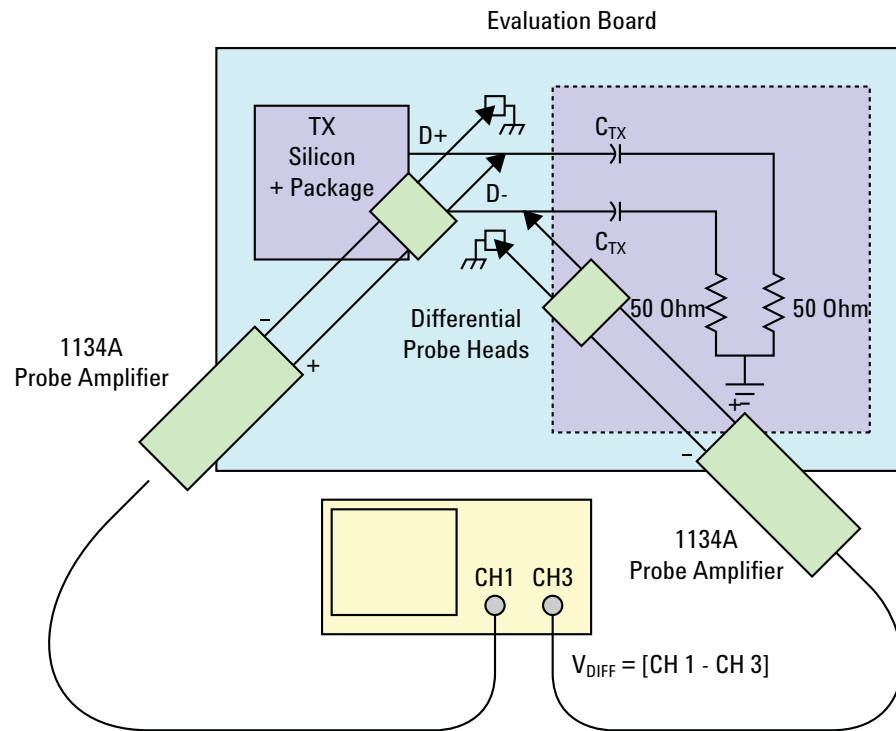 Evaluation Board
TX
Silicon
+ Package
D+
D-
C_TX
C_TX
50 Ohm
50 Ohm
Differential
Probe Heads
1134A
Probe Amplifier
−
+
+
−
1134A
Probe Amplifier
CH1
CH3
V_DIFF = [CH 1 - CH 3]